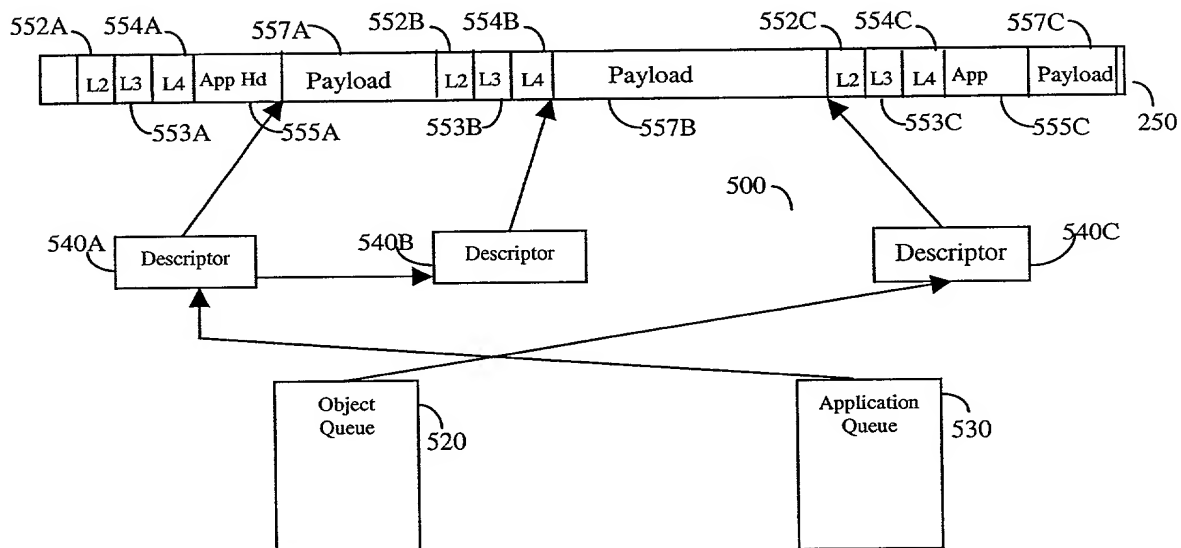 552A 554A 557A 552B 554B 552C 554C 557C
L2 L3 L4 App Hd Payload L2 L3 L4 Payload L2 L3 L4 App Payload
553A 555A 553B 557B 553C 555C 250
500
540A Descriptor 540B Descriptor Descriptor 540C
Object
Queue
520
Application
Queue
530